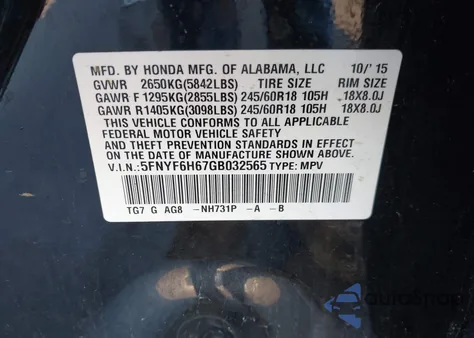 MFD. BY HONDA MFG. OF ALABAMA, LLC 10/'15
GVWR 2650KG(5842LBS) TIRE SIZE RIM SIZE
GAWR F 1295KG(2855LBS) 245/60R18 105H 18X8.0J
GAWR R1405KG(3098LBS) 245/60R18 105H 18X8.0J
THIS VEHICLE CONFORMS TO ALL APPLICABLE
FEDERAL MOTOR VEHICLE SAFETY
AND THEFT PREVENTION STANDARDS IN EFFECT ON
THE DATE OF MANUFACTURE SHOWN ABOVE.
V.I.N.:5FNYF6H67GB032565 TYPE: MPV
TG7 G AG8 -NH731P -A -B